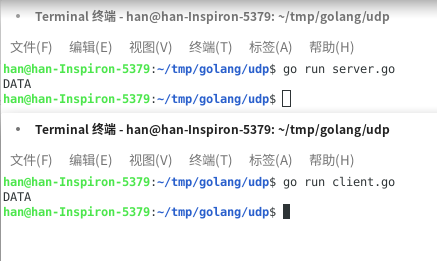 Terminal 终端 - han@han-Inspiron-5379: ~/tmp/golang/udp
文件(F) 编辑(E) 视图(V) 终端(T) 标签(A) 帮助(H)
han@han-Inspiron-5379:~/tmp/golang/udp$ go run server.go
DATA
han@han-Inspiron-5379:~/tmp/golang/udp$
Terminal 终端 - han@han-Inspiron-5379: ~/tmp/golang/udp
文件(F) 编辑(E) 视图(V) 终端(T) 标签(A) 帮助(H)
han@han-Inspiron-5379:~/tmp/golang/udp$ go run client.go
DATA
han@han-Inspiron-5379:~/tmp/golang/udp$